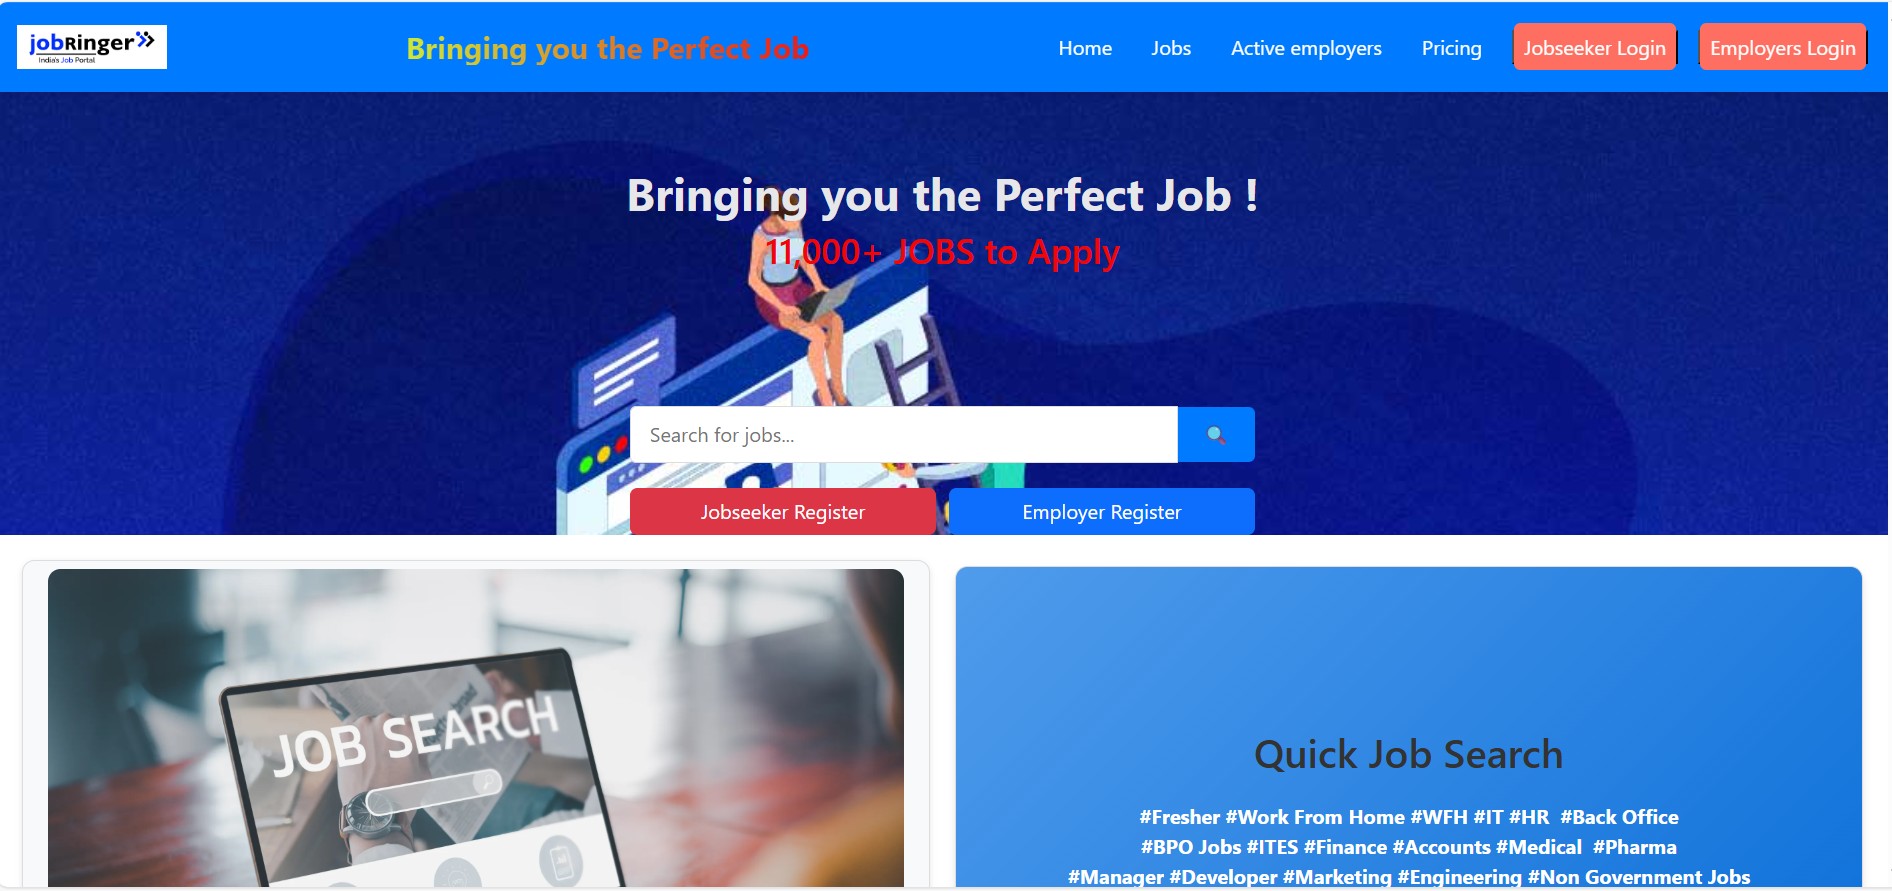 jobRinger
India's Job Portal
Bringing you the Perfect Job
Home
Jobs
Active employers
Pricing
Jobseeker Login
Employers Login
Bringing you the Perfect Job !
11,000+ JOBS to Apply
Search for jobs...
Jobseeker Register
Employer Register
JOB SEARCH
Quick Job Search
#Fresher #Work From Home #WFH #IT #HR #Back Office
#BPO Jobs #ITES #Finance #Accounts #Medical #Pharma
#Manager #Developer #Marketing #Engineering #Non Government Jobs